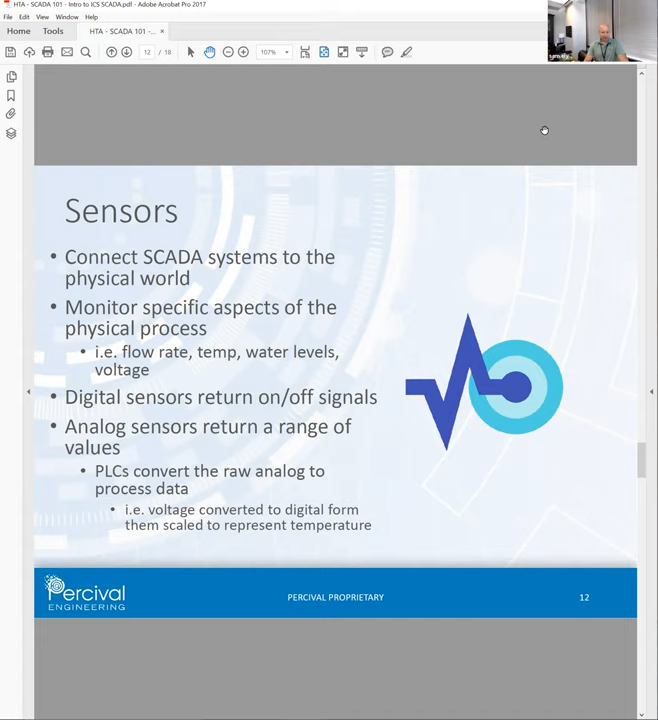 HTA - SCADA 101 - Intro to ICS SCADA.pdf - Adobe Acrobat Pro 2017
File Edit View Window Help
Home Tools HTA - SCADA 101 -... ×
12 / 18 107%
Sensors
• Connect SCADA systems to the
physical world
• Monitor specific aspects of the
physical process
• i.e. flow rate, temp, water levels,
voltage
• Digital sensors return on/off signals
• Analog sensors return a range of
values
• PLCs convert the raw analog to
process data
• i.e. voltage converted to digital form
them scaled to represent temperature
Percival
ENGINEERING
PERCIVAL PROPRIETARY
12